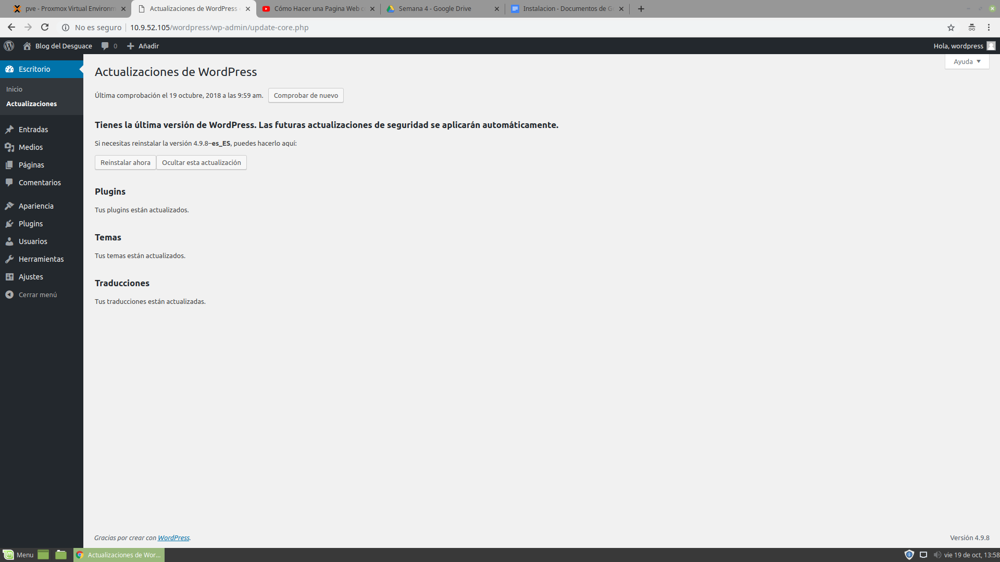 pve - Proxmox Virtual Environm
Actualizaciones de WordPress
Cómo Hacer una Pagina Web c
Semana 4 - Google Drive
Instalacion - Documentos de G
No es seguro
10.9.52.105/wordpress/wp-admin/update-core.php
Blog del Desguace
0
Añadir
Hola, wordpress
Escritorio
Inicio
Actualizaciones
Entradas
Medios
Páginas
Comentarios
Apariencia
Plugins
Usuarios
Herramientas
Ajustes
Cerrar menú
Ayuda
Actualizaciones de WordPress
Última comprobación el 19 octubre, 2018 a las 9:59 am.
Comprobar de nuevo
Tienes la última versión de WordPress. Las futuras actualizaciones de seguridad se aplicarán automáticamente.
Si necesitas reinstalar la versión 4.9.8–es_ES, puedes hacerlo aquí:
Reinstalar ahora
Ocultar esta actualización
Plugins
Tus plugins están actualizados.
Temas
Tus temas están actualizados.
Traducciones
Tus traducciones están actualizadas.
Gracias por crear con WordPress.
Versión 4.9.8
Menu
Actualizaciones de Wor...
vie 19 de oct, 13:58